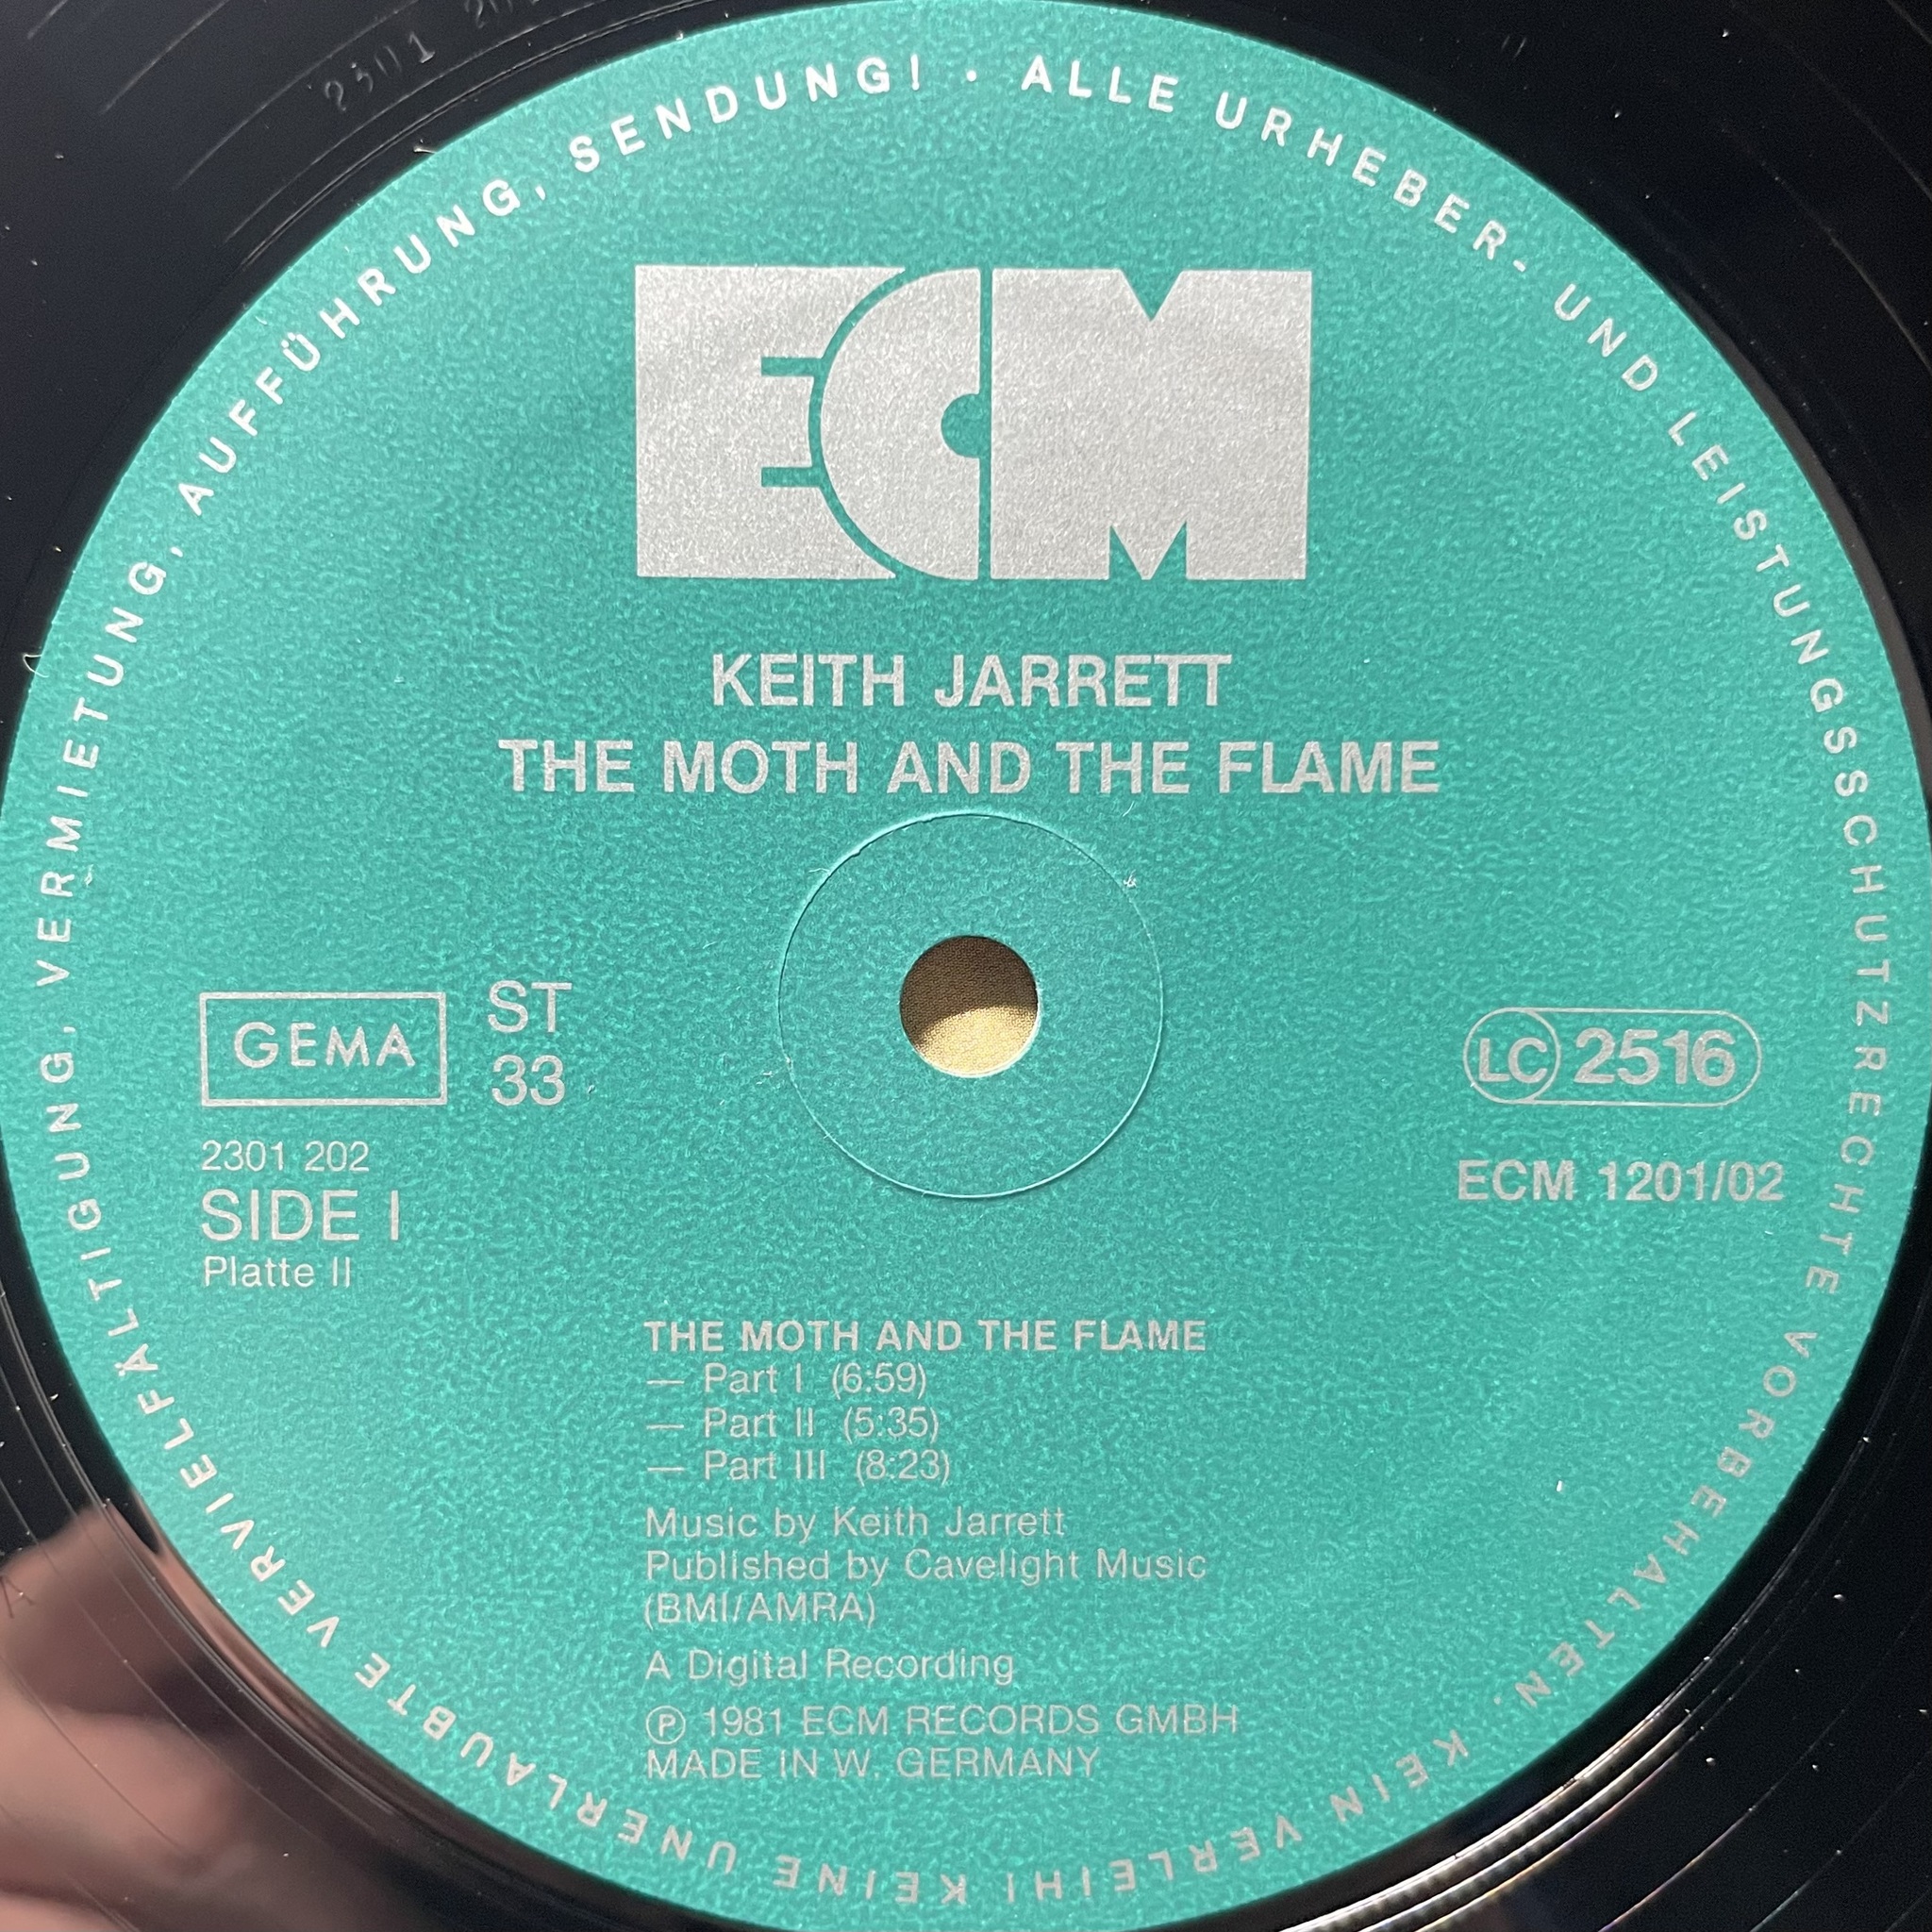 ALLE URHEBER- UND LEISTUNGSSCHUTZRECHTE VORBEHALTEN. KEIN VERLEIH! KEINE UNERLAUBTE VERVIELFÄLTIGUNG, VERMIETUNG, AUFFÜHRUNG, SENDUNG! •
ECM
KEITH JARRETT
THE MOTH AND THE FLAME
GEMA
ST
33
LC 2516
2301 202
SIDE I
Platte II
ECM 1201/02
THE MOTH AND THE FLAME
— Part I (6:59)
— Part II (5:35)
— Part III (8:23)
Music by Keith Jarrett
Published by Cavelight Music
(BMI/AMRA)
A Digital Recording
Ⓟ 1981 ECM RECORDS GMBH
MADE IN W. GERMANY
2301